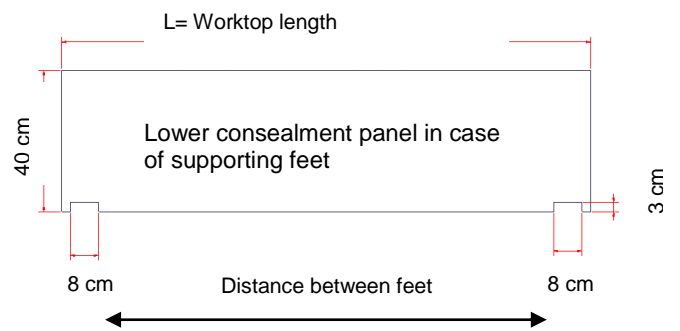 L= Worktop length
40 cm
Lower consealment panel in case
of supporting feet
3 cm
8 cm
Distance between feet
8 cm